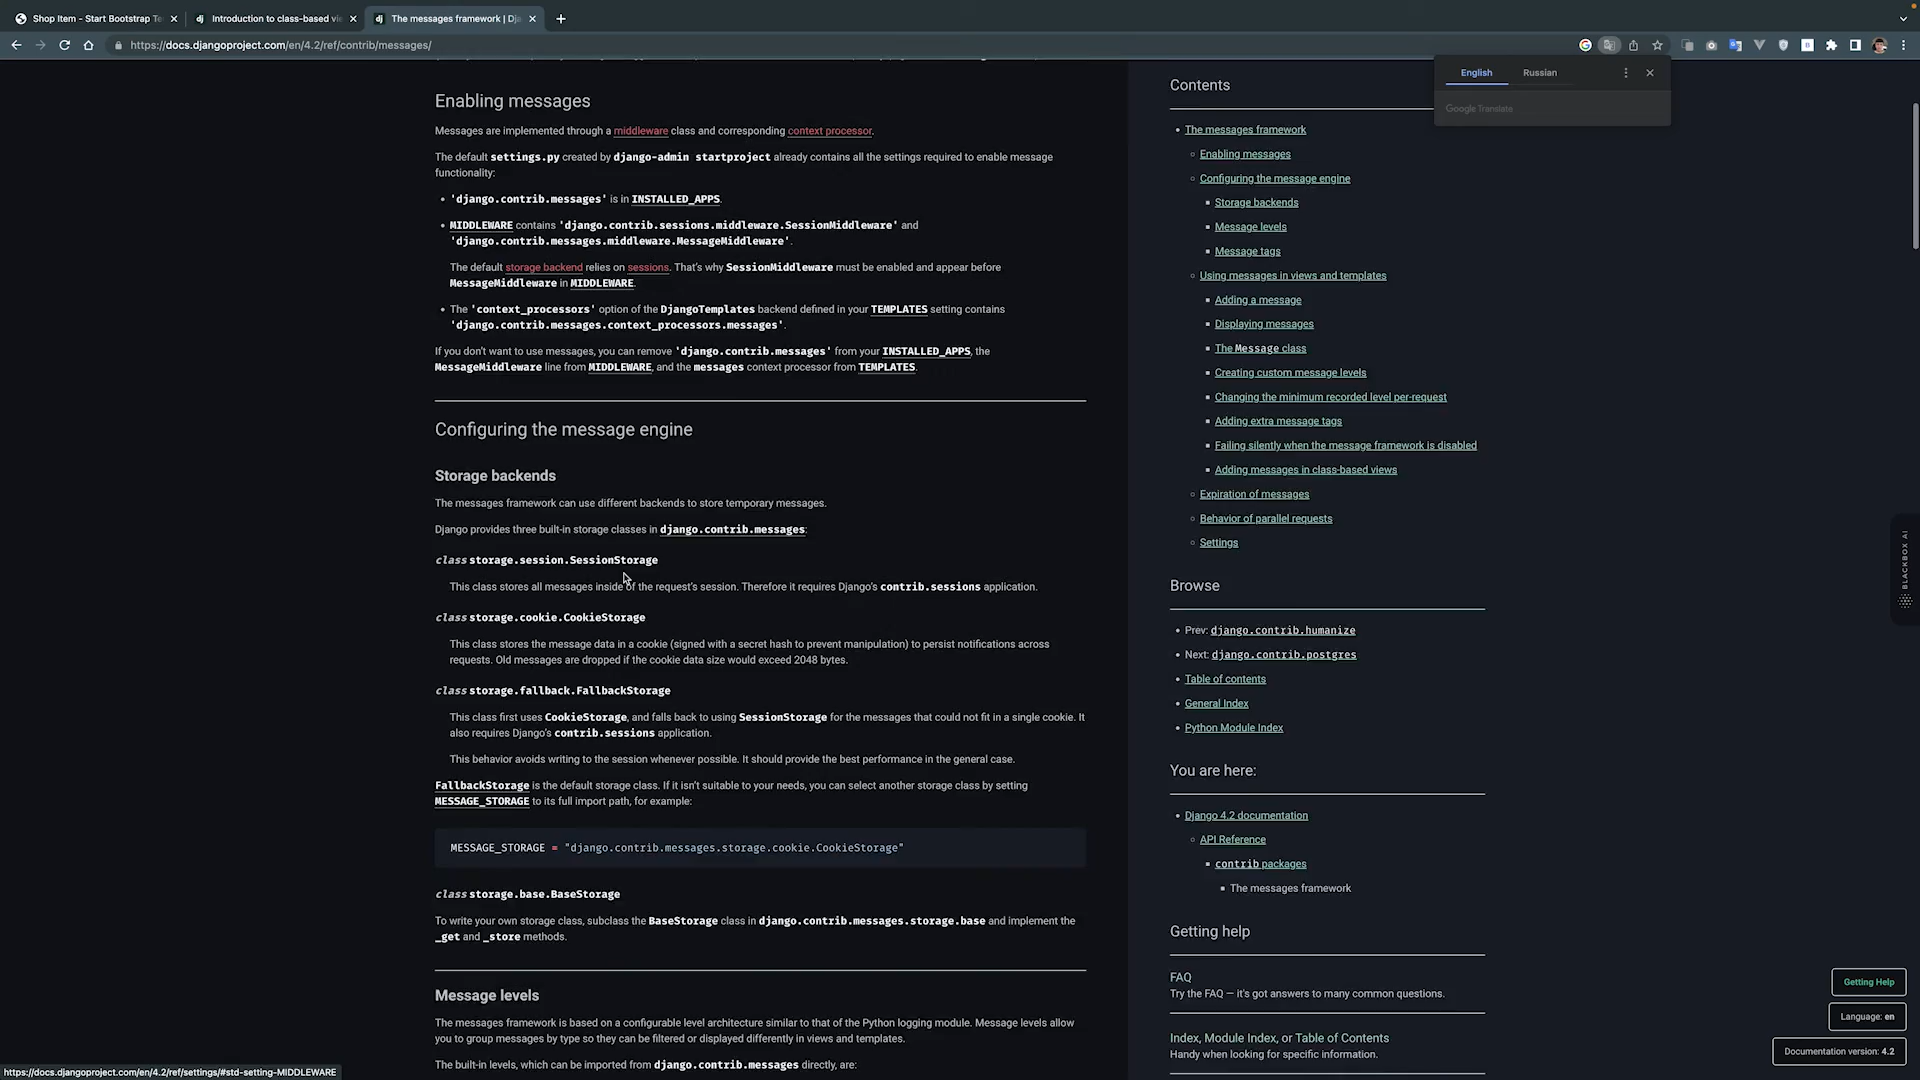 Shop Item - Start Bootstrap Te
Introduction to class-based vi
The messages framework | Dj
https://docs.djangoproject.com/en/4.2/ref/contrib/messages/
English
Russian
Google Translate
Enabling messages
Messages are implemented through a middleware class and corresponding context processor.
The default settings.py created by django-admin startproject already contains all the settings required to enable message
functionality:
• 'django.contrib.messages' is in INSTALLED_APPS.
• MIDDLEWARE contains 'django.contrib.sessions.middleware.SessionMiddleware' and
'django.contrib.messages.middleware.MessageMiddleware'.
The default storage backend relies on sessions. That's why SessionMiddleware must be enabled and appear before
MessageMiddleware in MIDDLEWARE.
• The 'context_processors' option of the DjangoTemplates backend defined in your TEMPLATES setting contains
'django.contrib.messages.context_processors.messages'.
If you don't want to use messages, you can remove 'django.contrib.messages' from your INSTALLED_APPS, the
MessageMiddleware line from MIDDLEWARE, and the messages context processor from TEMPLATES.
Configuring the message engine
Storage backends
The messages framework can use different backends to store temporary messages.
Django provides three built-in storage classes in django.contrib.messages:
class storage.session.SessionStorage
This class stores all messages inside of the request's session. Therefore it requires Django's contrib.sessions application.
class storage.cookie.CookieStorage
This class stores the message data in a cookie (signed with a secret hash to prevent manipulation) to persist notifications across
requests. Old messages are dropped if the cookie data size would exceed 2048 bytes.
class storage.fallback.FallbackStorage
This class first uses CookieStorage, and falls back to using SessionStorage for the messages that could not fit in a single cookie. It
also requires Django's contrib.sessions application.
This behavior avoids writing to the session whenever possible. It should provide the best performance in the general case.
FallbackStorage is the default storage class. If it isn't suitable to your needs, you can select another storage class by setting
MESSAGE_STORAGE to its full import path, for example:
MESSAGE_STORAGE = "django.contrib.messages.storage.cookie.CookieStorage"
class storage.base.BaseStorage
To write your own storage class, subclass the BaseStorage class in django.contrib.messages.storage.base and implement the
_get and _store methods.
Message levels
The messages framework is based on a configurable level architecture similar to that of the Python logging module. Message levels allow
you to group messages by type so they can be filtered or displayed differently in views and templates.
The built-in levels, which can be imported from django.contrib.messages directly, are:
Contents
• The messages framework
Enabling messages
Configuring the message engine
Storage backends
Message levels
Message tags
Using messages in views and templates
Adding a message
Displaying messages
The Message class
Creating custom message levels
Changing the minimum recorded level per-request
Adding extra message tags
Failing silently when the message framework is disabled
Adding messages in class-based views
Expiration of messages
Behavior of parallel requests
Settings
Browse
• Prev: django.contrib.humanize
• Next: django.contrib.postgres
• Table of contents
• General Index
• Python Module Index
You are here:
• Django 4.2 documentation
API Reference
contrib packages
The messages framework
Getting help
FAQ
Try the FAQ — it's got answers to many common questions.
Index, Module Index, or Table of Contents
Handy when looking for specific information.
BLACKBOX AI
Getting Help
Language: en
Documentation version: 4.2
https://docs.djangoproject.com/en/4.2/ref/settings/#std-setting-MIDDLEWARE